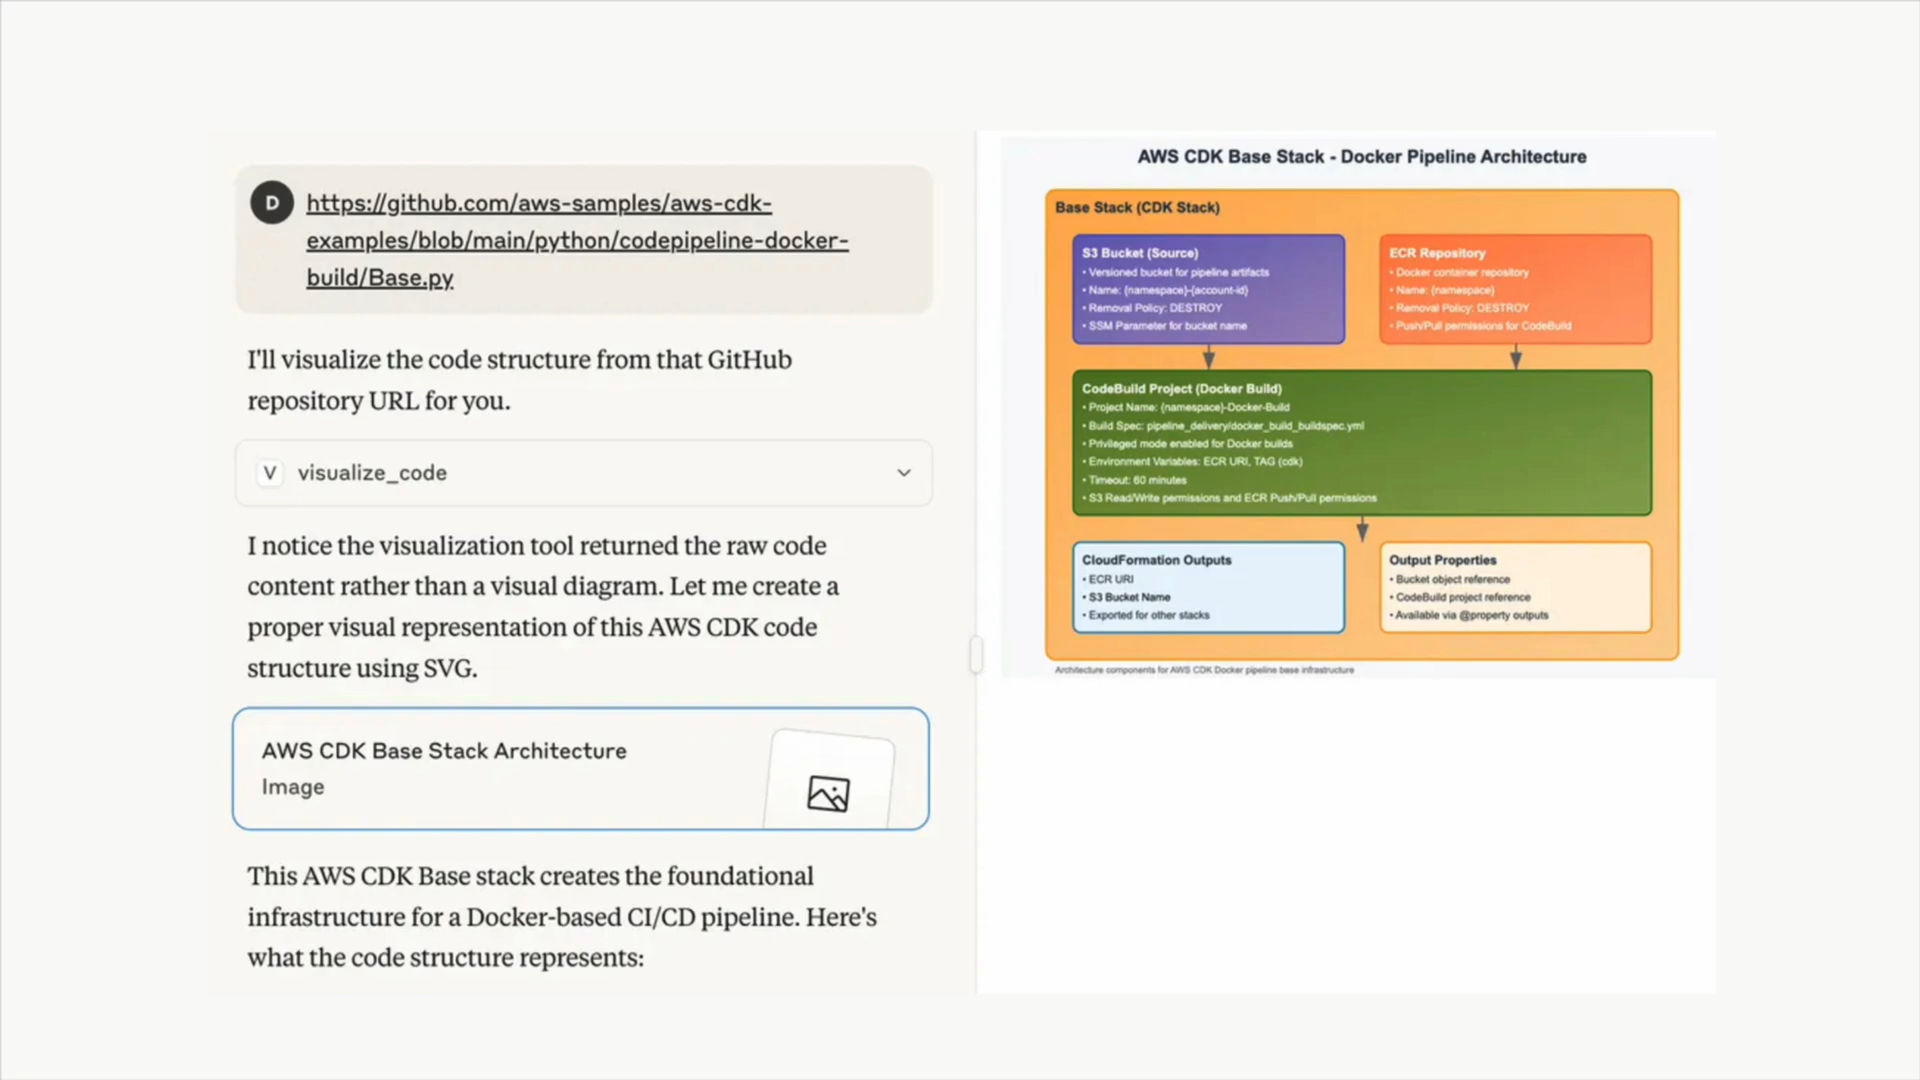 D
https://github.com/aws-samples/aws-cdk-
examples/blob/main/python/codepipeline-docker-
build/Base.py
I'll visualize the code structure from that GitHub
repository URL for you.
V visualize_code
I notice the visualization tool returned the raw code
content rather than a visual diagram. Let me create a
proper visual representation of this AWS CDK code
structure using SVG.
AWS CDK Base Stack Architecture
Image
This AWS CDK Base stack creates the foundational
infrastructure for a Docker-based CI/CD pipeline. Here's
what the code structure represents:
AWS CDK Base Stack - Docker Pipeline Architecture
Base Stack (CDK Stack)
S3 Bucket (Source)
• Versioned bucket for pipeline artifacts
• Name: {namespace}-{account-id}
• Removal Policy: DESTROY
• SSM Parameter for bucket name
ECR Repository
• Docker container repository
• Name: {namespace}
• Removal Policy: DESTROY
• Push/Pull permissions for CodeBuild
CodeBuild Project (Docker Build)
• Project Name: {namespace}-Docker-Build
• Build Spec: pipeline_delivery/docker_build_buildspec.yml
• Privileged mode enabled for Docker builds
• Environment Variables: ECR URI, TAG (cdk)
• Timeout: 60 minutes
• S3 Read/Write permissions and ECR Push/Pull permissions
CloudFormation Outputs
• ECR URI
• S3 Bucket Name
• Exported for other stacks
Output Properties
• Bucket object reference
• CodeBuild project reference
• Available via @property outputs
Architecture components for AWS CDK Docker pipeline base infrastructure